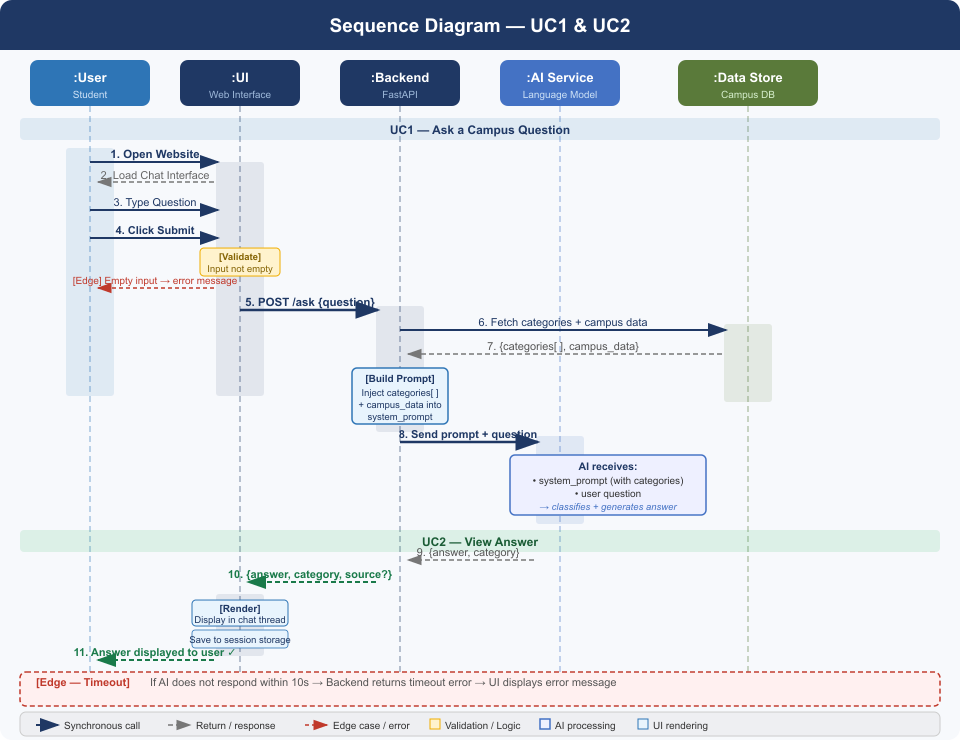 Sequence Diagram — UC1 & UC2
:User
Student
:UI
Web Interface
:Backend
FastAPI
:AI Service
Language Model
:Data Store
Campus DB
UC1 — Ask a Campus Question
1. Open Website
2. Load Chat Interface
3. Type Question
4. Click Submit
[Validate]
Input not empty
[Edge] Empty input → error message
5. POST /ask {question}
6. Fetch categories + campus data
7. {categories[ ], campus_data}
[Build Prompt]
Inject categories[ ]
+ campus_data into
system_prompt
8. Send prompt + question
AI receives:
• system_prompt (with categories)
• user question
→ classifies + generates answer
UC2 — View Answer
9. {answer, category}
10. {answer, category, source?}
[Render]
Display in chat thread
Save to session storage
11. Answer displayed to user ✓
[Edge — Timeout] If AI does not respond within 10s → Backend returns timeout error → UI displays error message
Synchronous call
Return / response
Edge case / error
Validation / Logic
AI processing
UI rendering